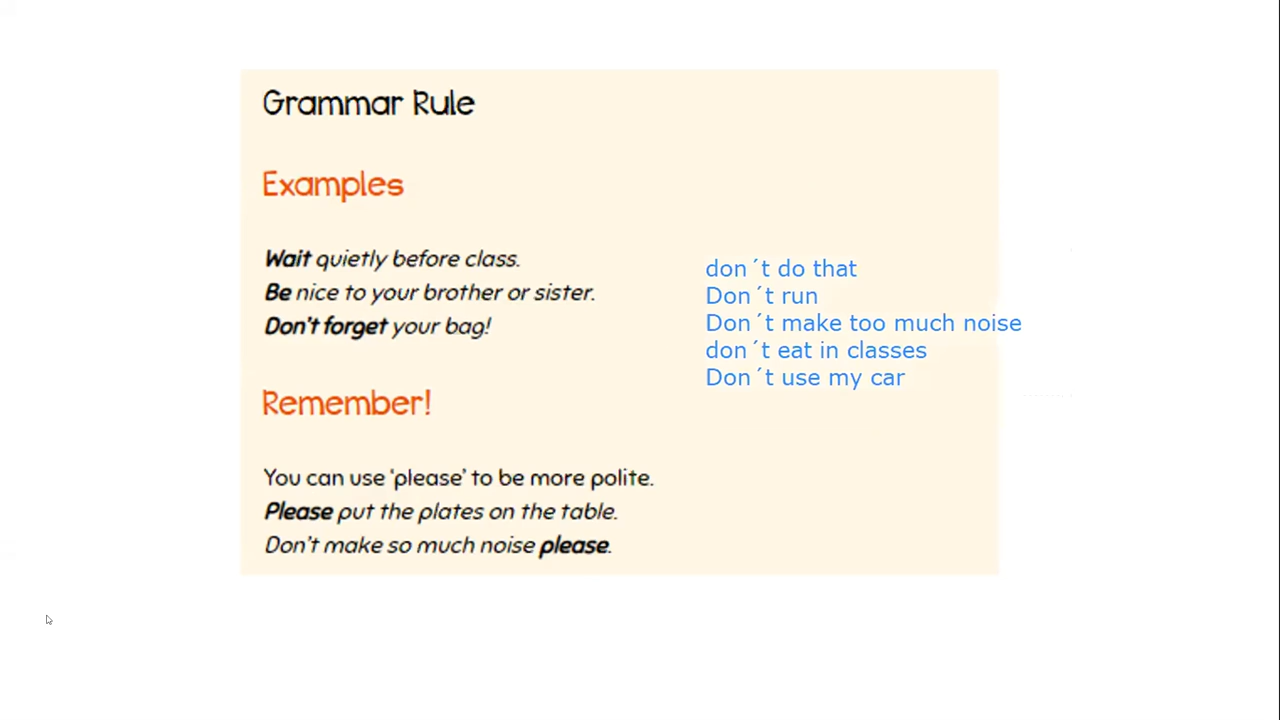 Grammar Rule
Examples
Wait quietly before class.
Be nice to your brother or sister.
Don't forget your bag!
don´t do that
Don´t run
Don´t make too much noise
don´t eat in classes
Don´t use my car
Remember!
You can use ‘please’ to be more polite.
Please put the plates on the table.
Don't make so much noise please.